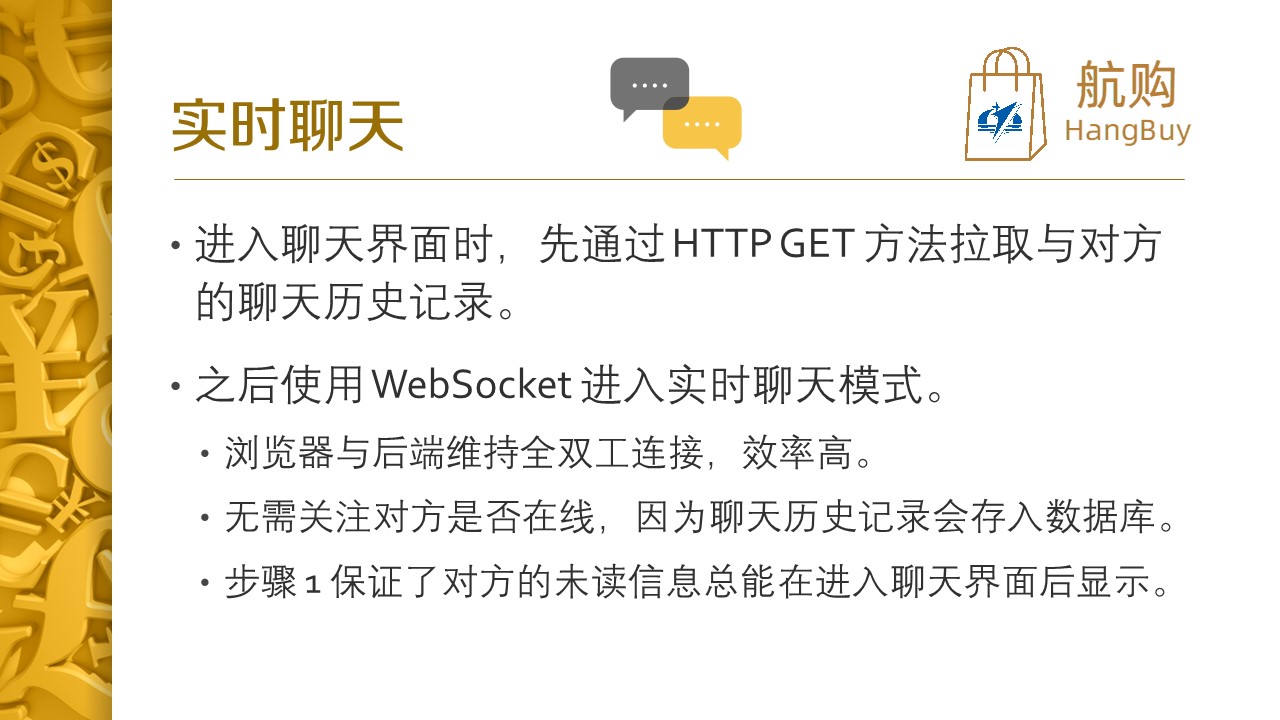 实时聊天
航购
HangBuy
• 进入聊天界面时，先通过HTTP GET 方法拉取与对方
的聊天历史记录。
• 之后使用WebSocket 进入实时聊天模式。
• 浏览器与后端维持全双工连接，效率高。
• 无需关注对方是否在线，因为聊天历史记录会存入数据库。
• 步骤1 保证了对方的未读信息总能在进入聊天界面后显示。